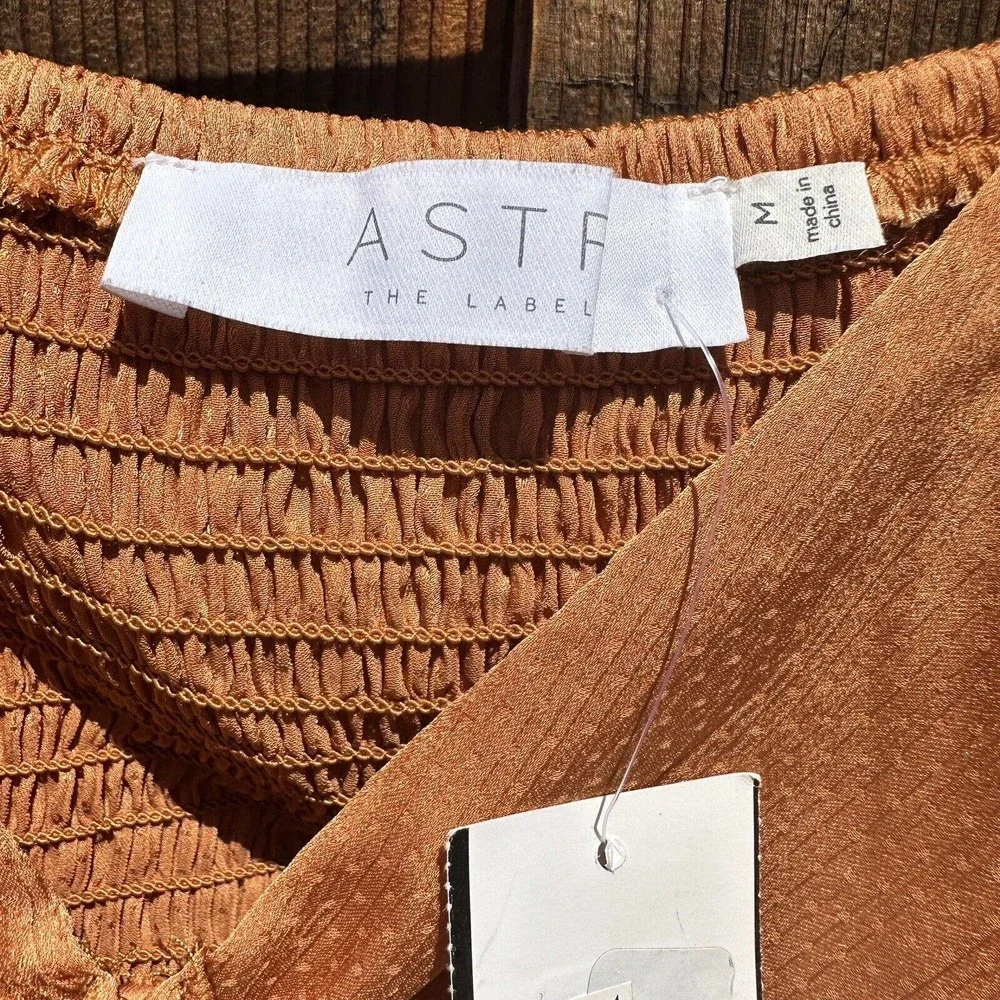 ASTR
THE LABEL
M
made in
china